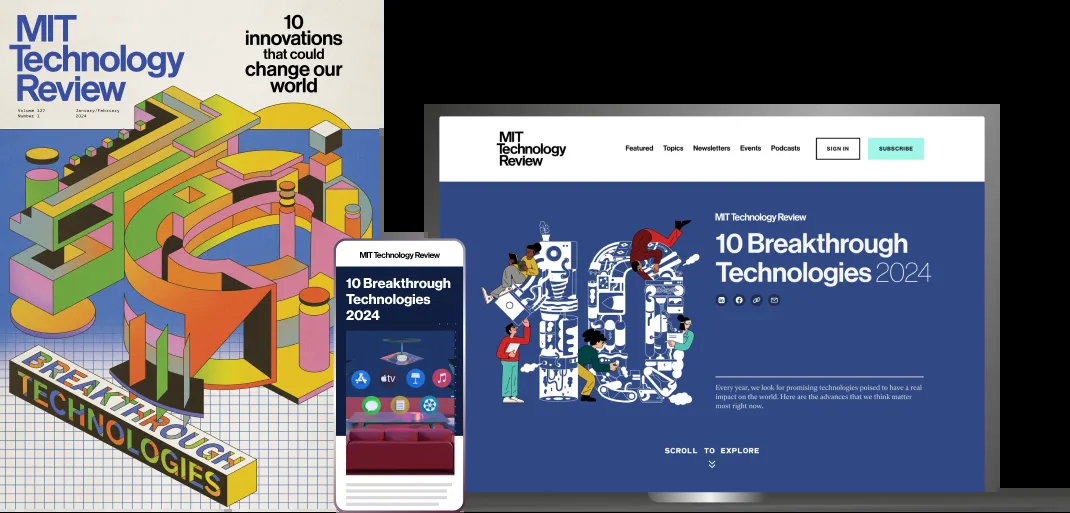 MIT
Technology
Review
Volume 127
Number 1
January/February
2024
10
innovations
that could
change our
world
BREAKTHROUGH
TECHNOLOGIES
MIT Technology Review
10 Breakthrough
Technologies
2024
tv
MIT
Technology
Review
Featured Topics Newsletters Events Podcasts SIGN IN SUBSCRIBE
MIT Technology Review
10 Breakthrough
Technologies 2024
Every year, we look for promising technologies poised to have a real
impact on the world. Here are the advances that we think matter
most right now.
SCROLL TO EXPLORE